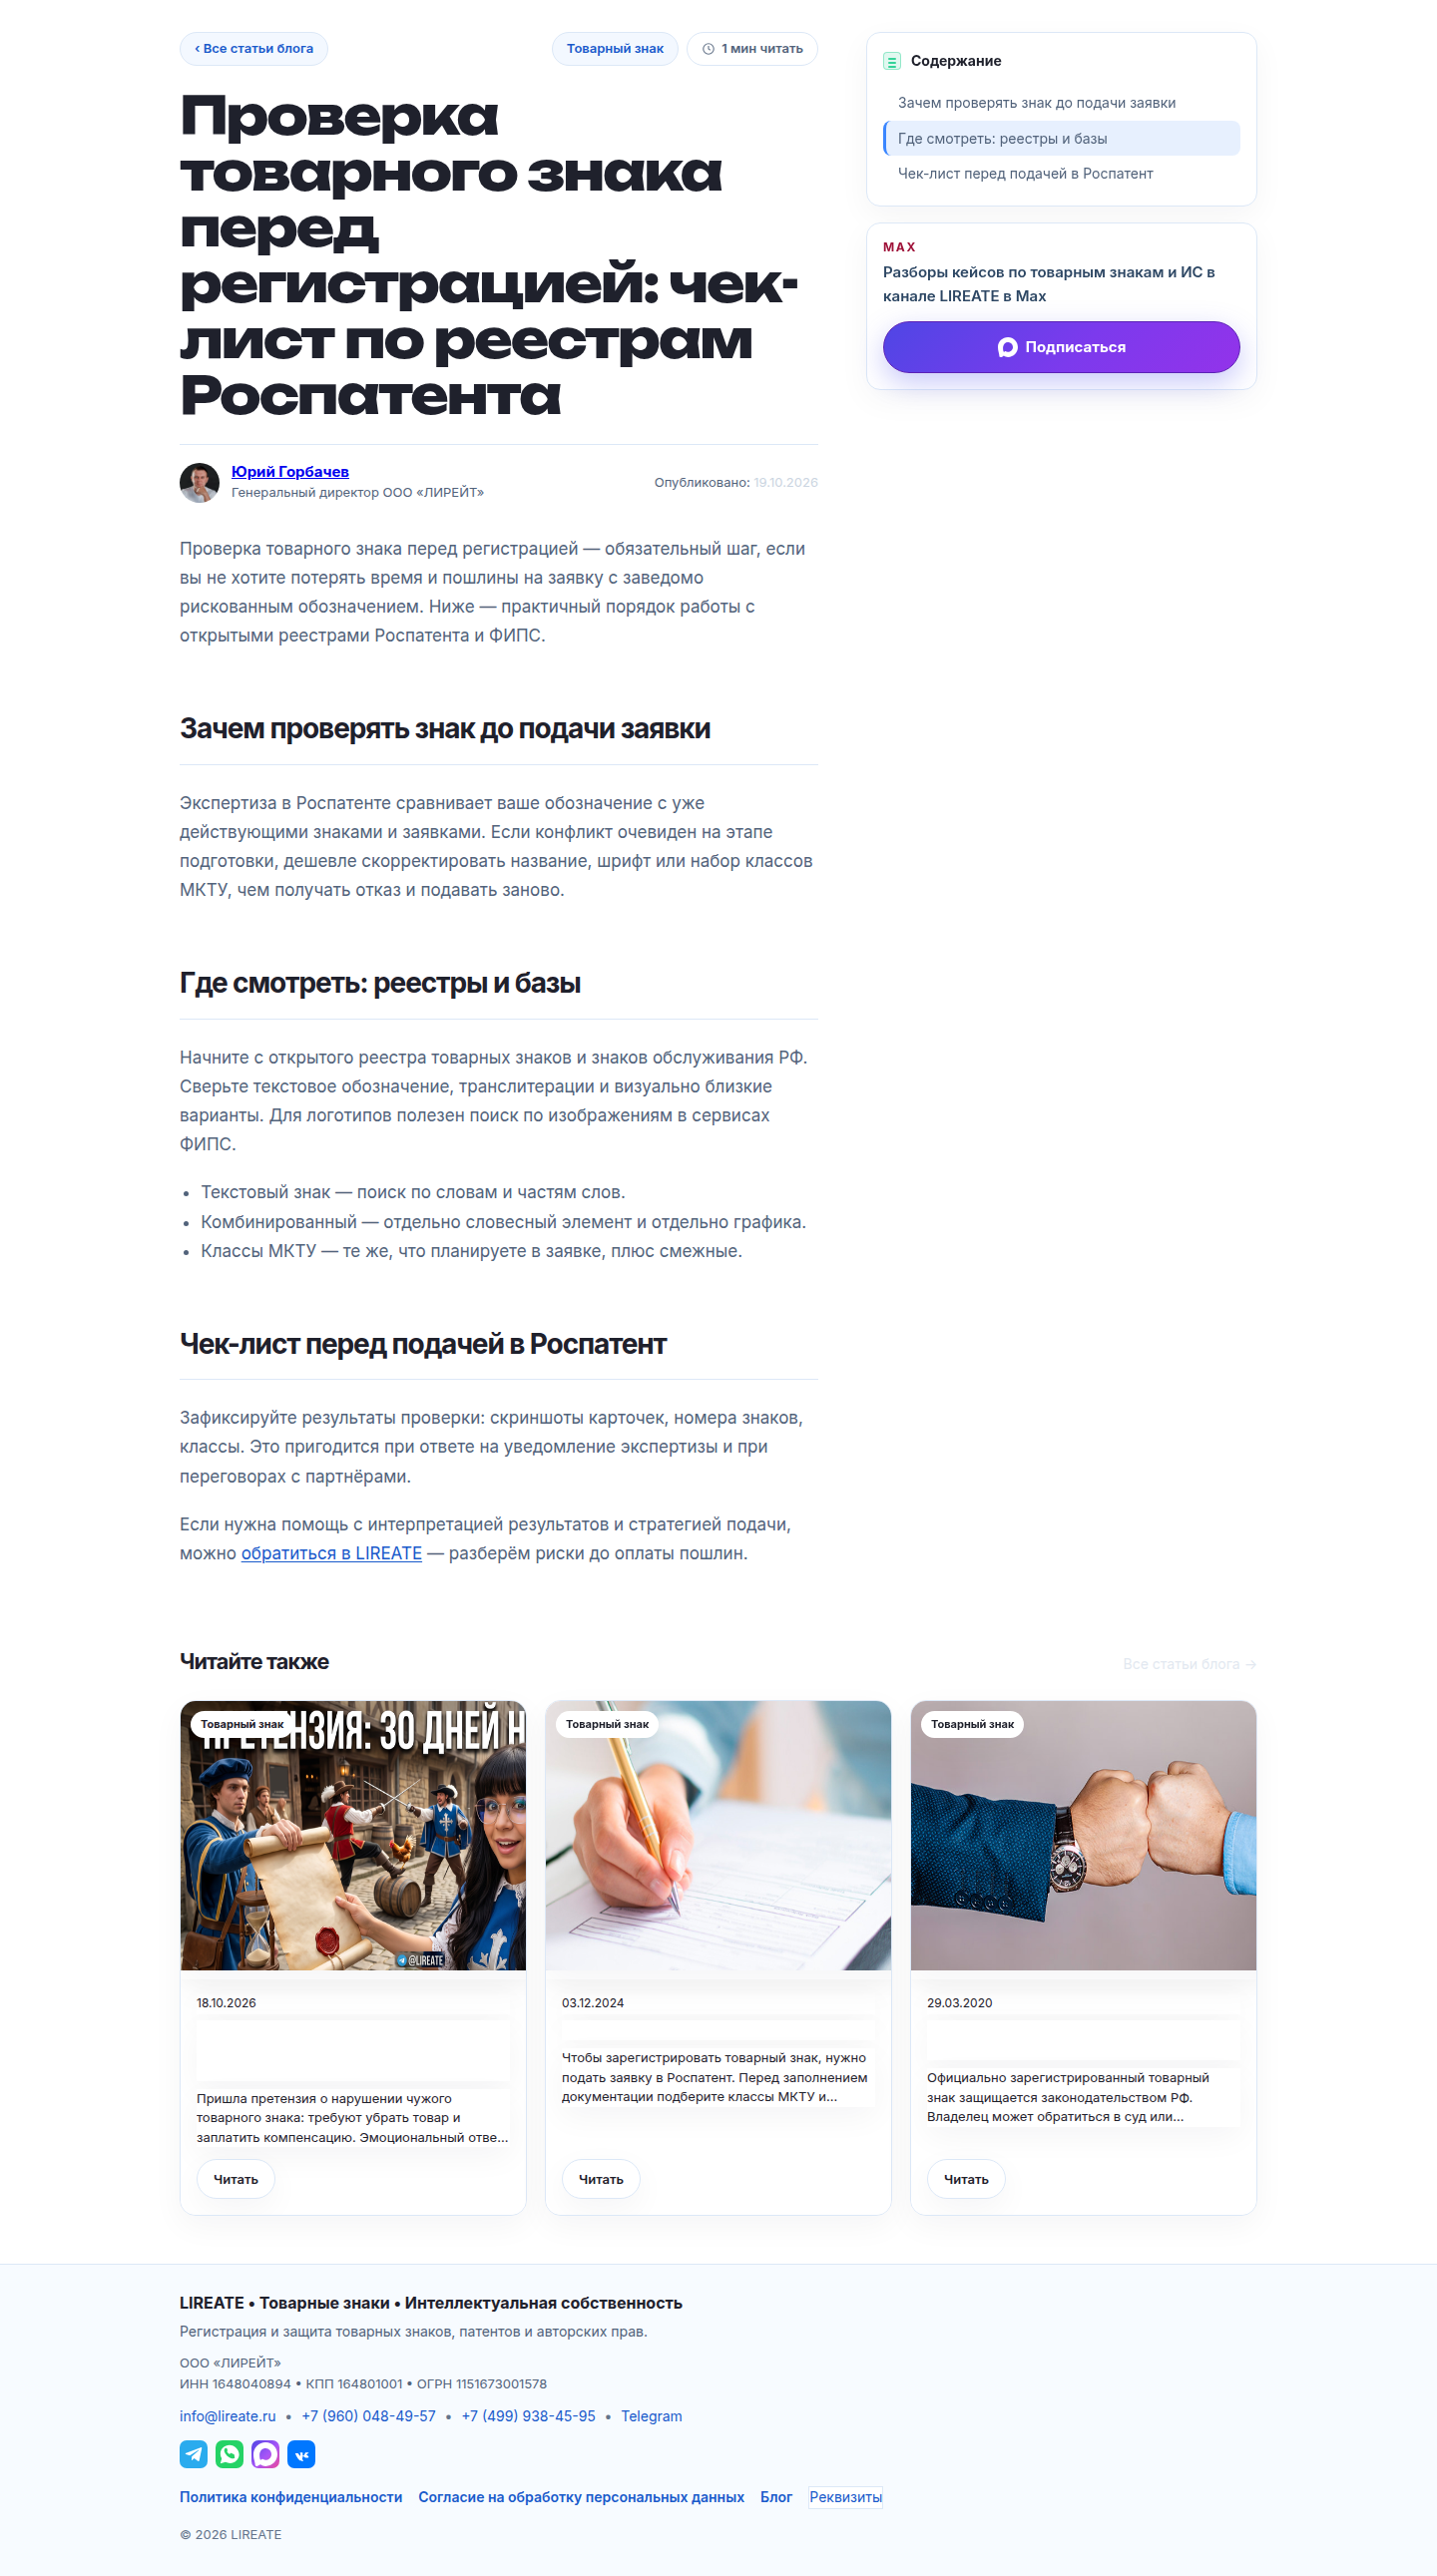 ‹ Все статьи блога
Товарный знак
1 мин читать
Проверка
товарного знака
перед
регистрацией: чек-
лист по реестрам
Роспатента
Юрий Горбачев
Генеральный директор ООО «ЛИРЕЙТ»
Опубликовано: 19.10.2026
Проверка товарного знака перед регистрацией — обязательный шаг, если
вы не хотите потерять время и пошлины на заявку с заведомо
рискованным обозначением. Ниже — практичный порядок работы с
открытыми реестрами Роспатента и ФИПС.
Зачем проверять знак до подачи заявки
Экспертиза в Роспатенте сравнивает ваше обозначение с уже
действующими знаками и заявками. Если конфликт очевиден на этапе
подготовки, дешевле скорректировать название, шрифт или набор классов
МКТУ, чем получать отказ и подавать заново.
Где смотреть: реестры и базы
Начните с открытого реестра товарных знаков и знаков обслуживания РФ.
Сверьте текстовое обозначение, транслитерации и визуально близкие
варианты. Для логотипов полезен поиск по изображениям в сервисах
ФИПС.
• Текстовый знак — поиск по словам и частям слов.
• Комбинированный — отдельно словесный элемент и отдельно графика.
• Классы МКТУ — те же, что планируете в заявке, плюс смежные.
Чек-лист перед подачей в Роспатент
Зафиксируйте результаты проверки: скриншоты карточек, номера знаков,
классы. Это пригодится при ответе на уведомление экспертизы и при
переговорах с партнёрами.
Если нужна помощь с интерпретацией результатов и стратегией подачи,
можно обратиться в LIREATE — разберём риски до оплаты пошлин.
Содержание
Зачем проверять знак до подачи заявки
Где смотреть: реестры и базы
Чек-лист перед подачей в Роспатент
MAX
Разборы кейсов по товарным знакам и ИС в
канале LIREATE в Max
Подписаться
Читайте также
Все статьи блога →
Товарный знак
30 ДНЕЙ
@LIREATE
18.10.2026
Пришла претензия о нарушении чужого
товарного знака: требуют убрать товар и
заплатить компенсацию. Эмоциональный отве...
Читать
Товарный знак
03.12.2024
Чтобы зарегистрировать товарный знак, нужно
подать заявку в Роспатент. Перед заполнением
документации подберите классы МКТУ и...
Читать
Товарный знак
29.03.2020
Официально зарегистрированный товарный
знак защищается законодательством РФ.
Владелец может обратиться в суд или...
Читать
LIREATE • Товарные знаки • Интеллектуальная собственность
Регистрация и защита товарных знаков, патентов и авторских прав.
ООО «ЛИРЕЙТ»
ИНН 1648040894 • КПП 164801001 • ОГРН 1151673001578
info@lireate.ru • +7 (960) 048-49-57 • +7 (499) 938-45-95 • Telegram
Политика конфиденциальности Согласие на обработку персональных данных Блог Реквизиты
© 2026 LIREATE